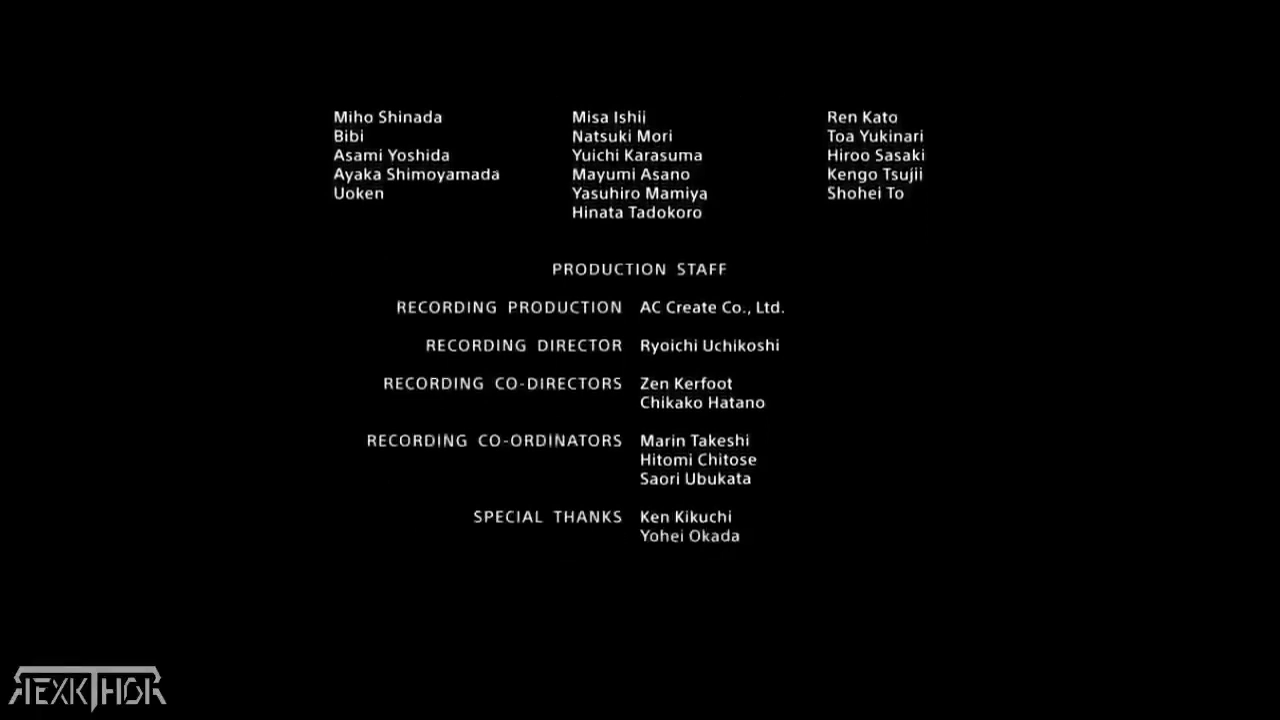 Miho Shinada
Bibi
Asami Yoshida
Ayaka Shimoyamada
Uoken
Misa Ishii
Natsuki Mori
Yuichi Karasuma
Mayumi Asano
Yasuhiro Mamiya
Hinata Tadokoro
Ren Kato
Toa Yukinari
Hiroo Sasaki
Kengo Tsujii
Shohei To
PRODUCTION STAFF
RECORDING PRODUCTION AC Create Co., Ltd.
RECORDING DIRECTOR Ryoichi Uchikoshi
RECORDING CO-DIRECTORS Zen Kerfoot
Chikako Hatano
RECORDING CO-ORDINATORS Marin Takeshi
Hitomi Chitose
Saori Ubukata
SPECIAL THANKS Ken Kikuchi
Yohei Okada